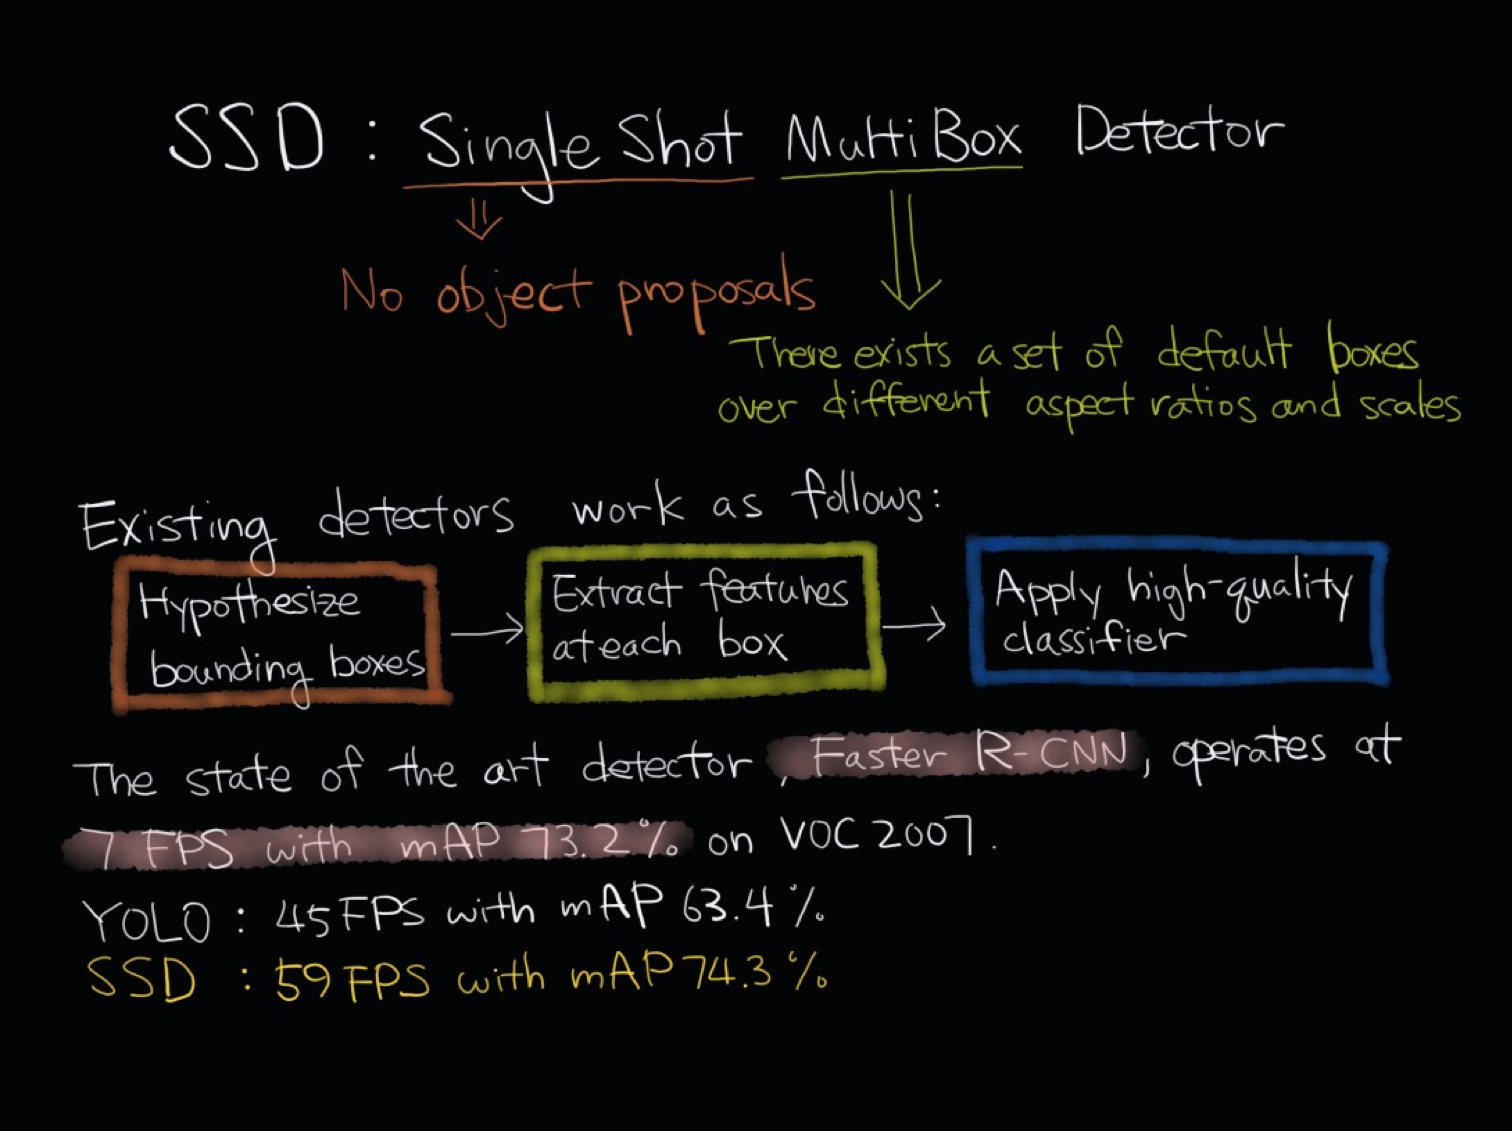 SSD : Single Shot MultiBox Detector
No object proposals
There exists a set of default boxes
over different aspect ratios and scales
Existing detectors work as follows:
Hypothesize
bounding boxes
Extract features
at each box
Apply high-quality
classifier
The state of the art detector, Faster R-CNN, operates at
7 FPS with mAP 73.2% on VOC 2007.
YOLO : 45 FPS with mAP 63.4%
SSD : 59 FPS with mAP 74.3%